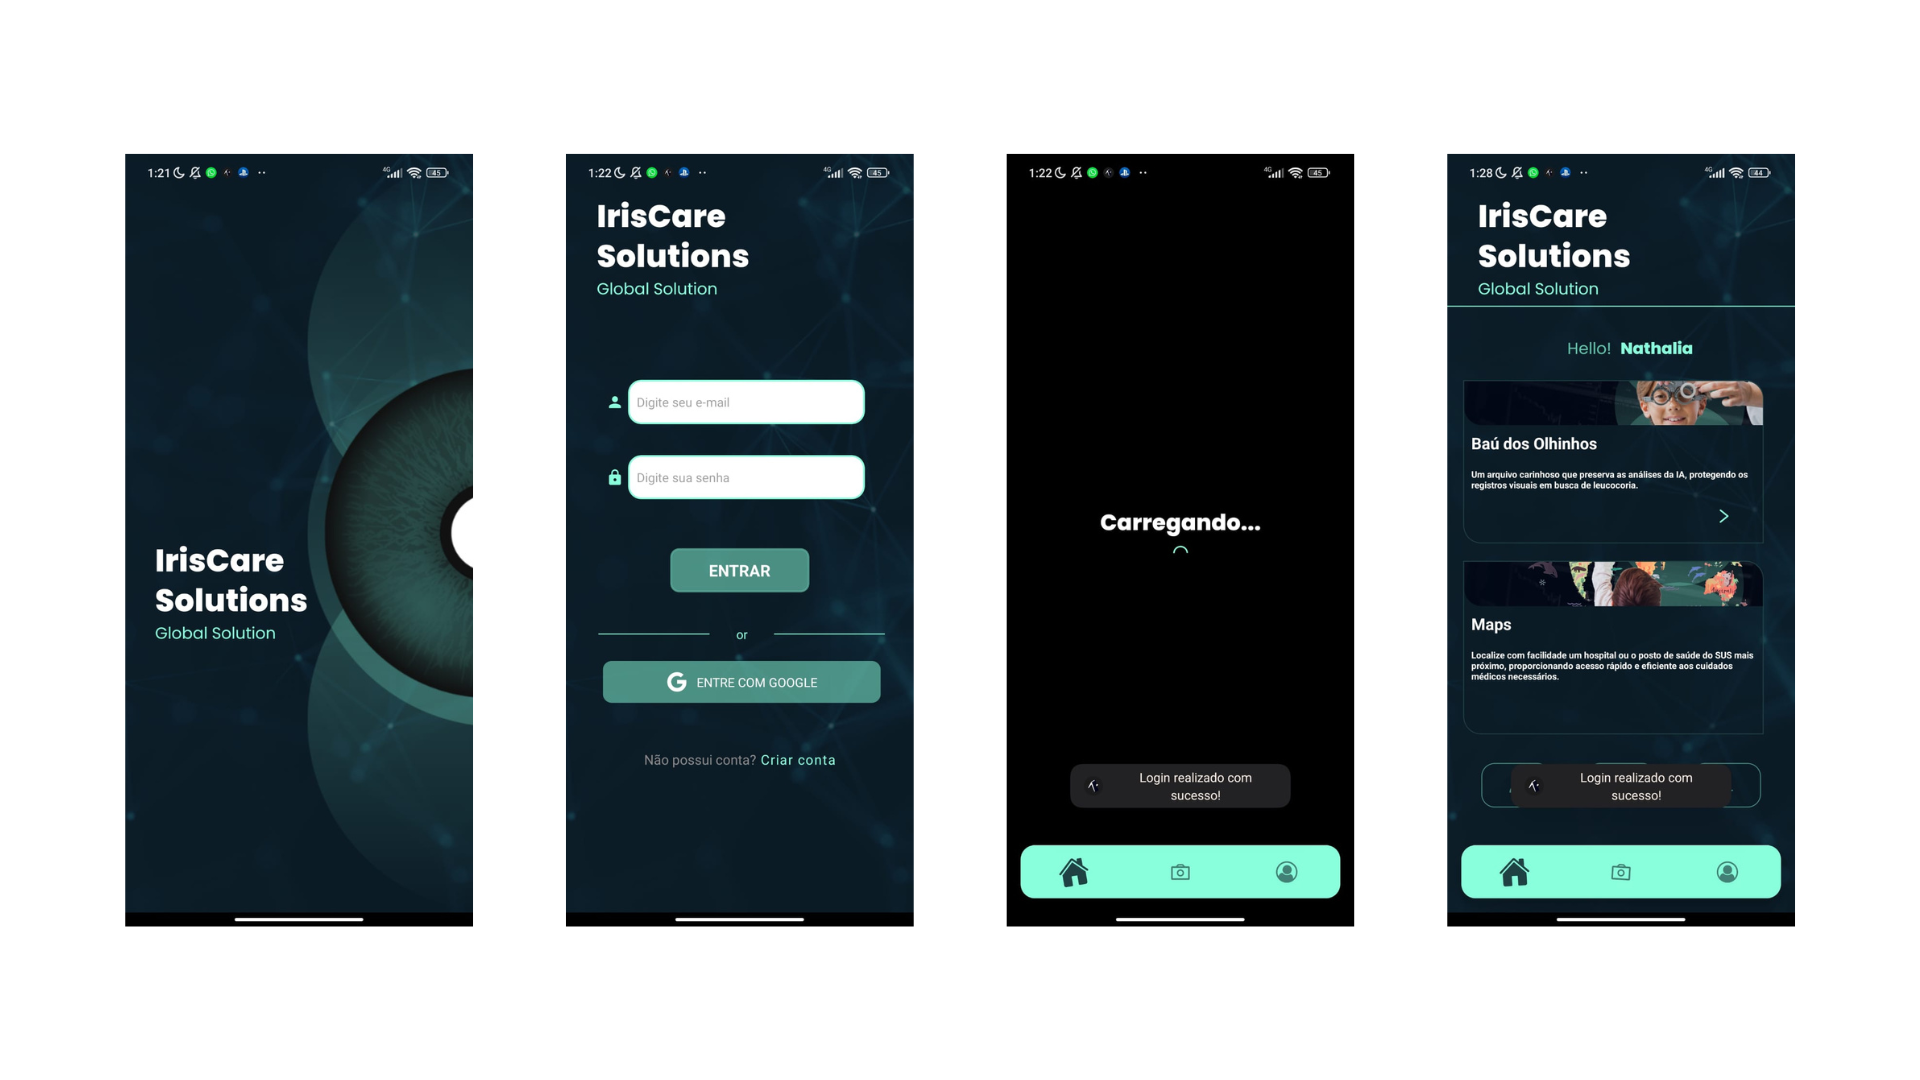 1:21
4G
45
IrisCare
Solutions
Global Solution
1:22
4G
45
IrisCare
Solutions
Global Solution
Digite seu e-mail
Digite sua senha
ENTRAR
or
G ENTRE COM GOOGLE
Não possui conta? Criar conta
1:22
4G
45
Carregando...
Login realizado com
sucesso!
1:28
4G
44
IrisCare
Solutions
Global Solution
Hello! Nathalia
Baú dos Olhinhos
Um arquivo carinhoso que preserva as análises da IA, protegendo os
registros visuais em busca de leucocoria.
Maps
Localize com facilidade um hospital ou o posto de saúde do SUS mais
próximo, proporcionando acesso rápido e eficiente aos cuidados
médicos necessários.
Login realizado com
sucesso!